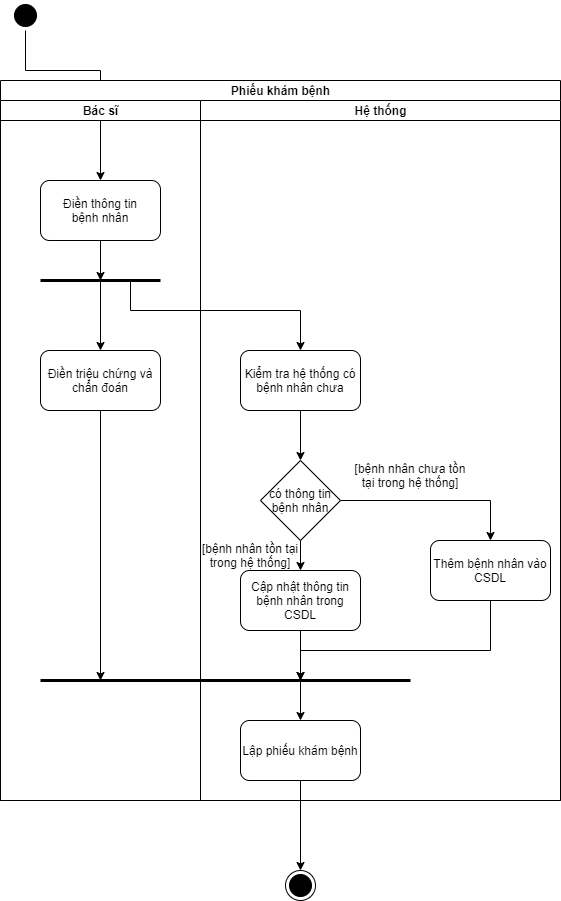 Phiếu khám bệnh
Bác sĩ
Hệ thống
Điền thông tin
bệnh nhân
Điền triệu chứng và
chẩn đoán
Kiểm tra hệ thống có
bệnh nhân chưa
có thông tin
bệnh nhân
[bệnh nhân chưa tồn
tại trong hệ thống]
[bệnh nhân tồn tại
trong hệ thống]
Thêm bệnh nhân vào
CSDL
Cập nhật thông tin
bệnh nhân trong
CSDL
Lập phiếu khám bệnh